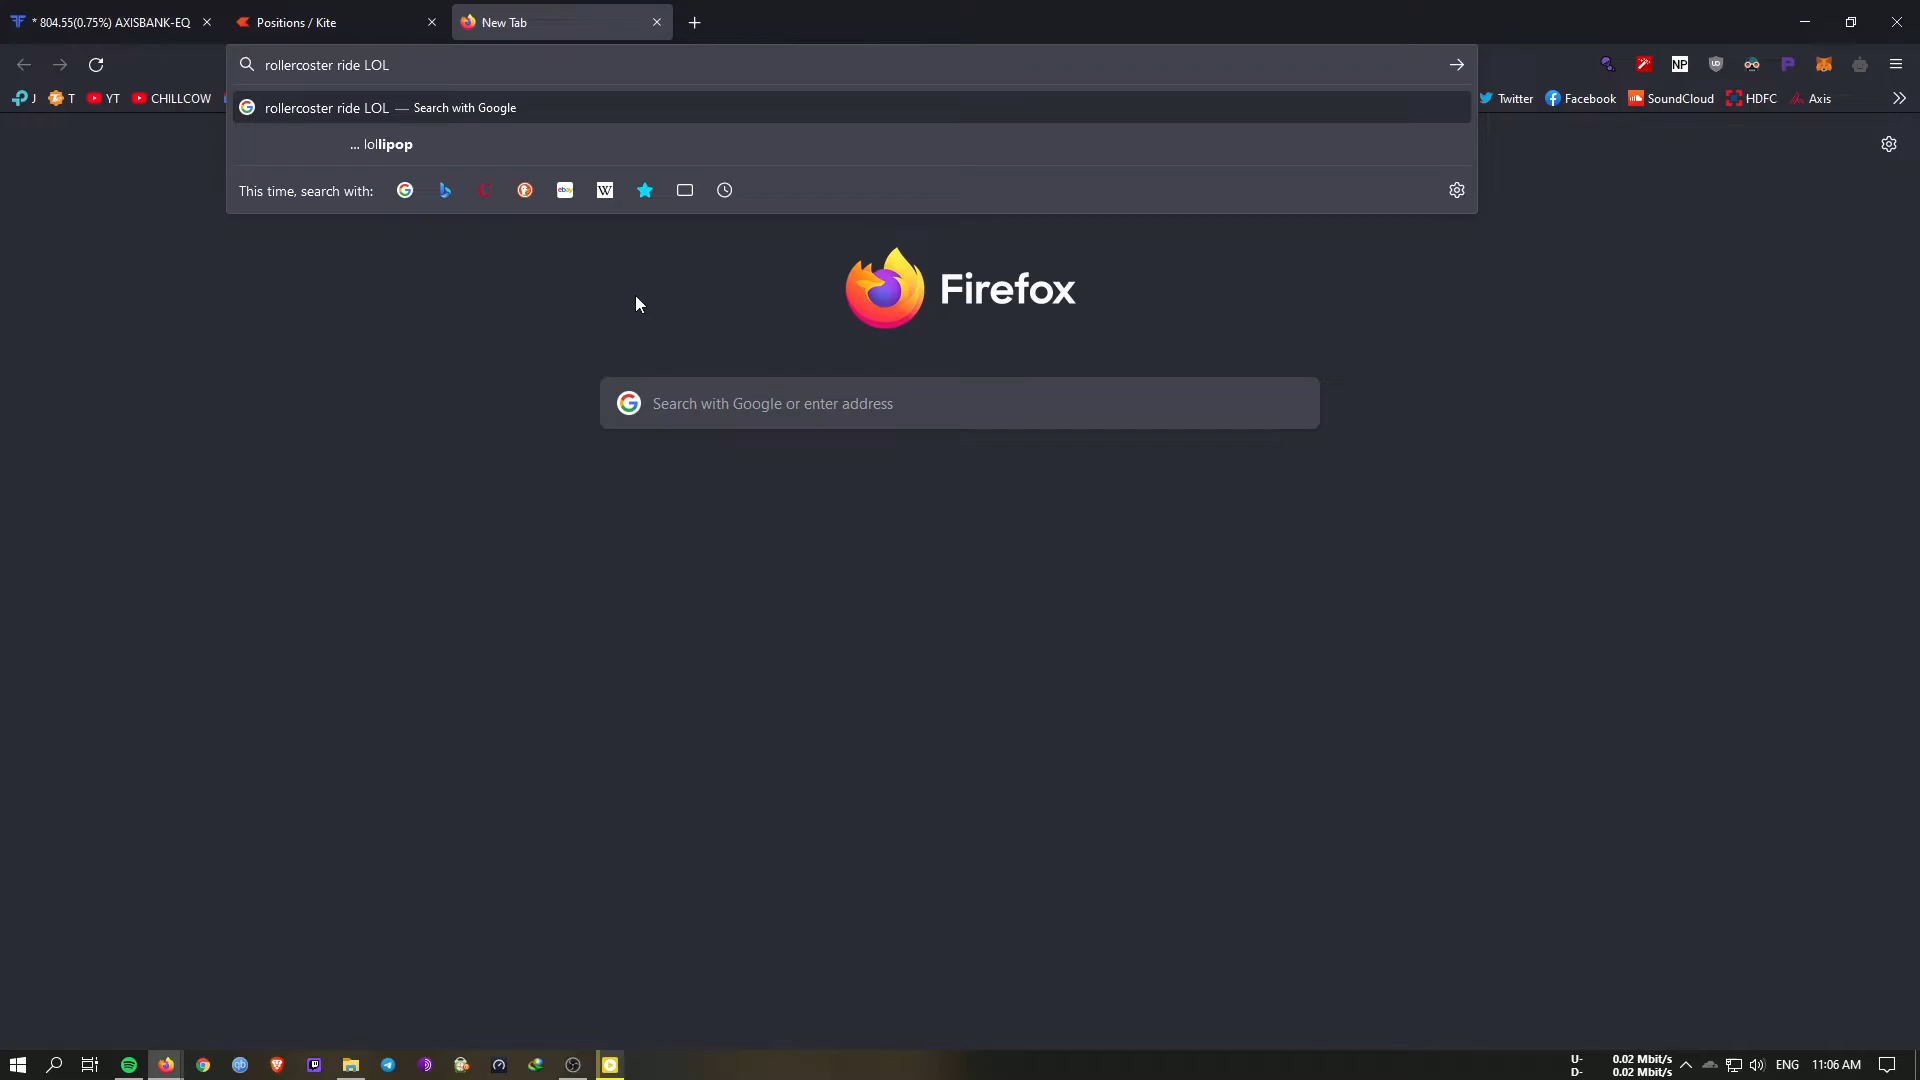 * 804.55(0.75%) AXISBANK-EQ
Positions / Kite
New Tab
rollercoster ride LOL
J
T
YT
CHILLCOW
NP
Twitter
Facebook
SoundCloud
HDFC
Axis
rollercoster ride LOL — Search with Google
... lollipop
This time, search with:
ebay
W
Firefox
Search with Google or enter address
U- 0.02 Mbit/s
D- 0.02 Mbit/s
ENG
11:06 AM